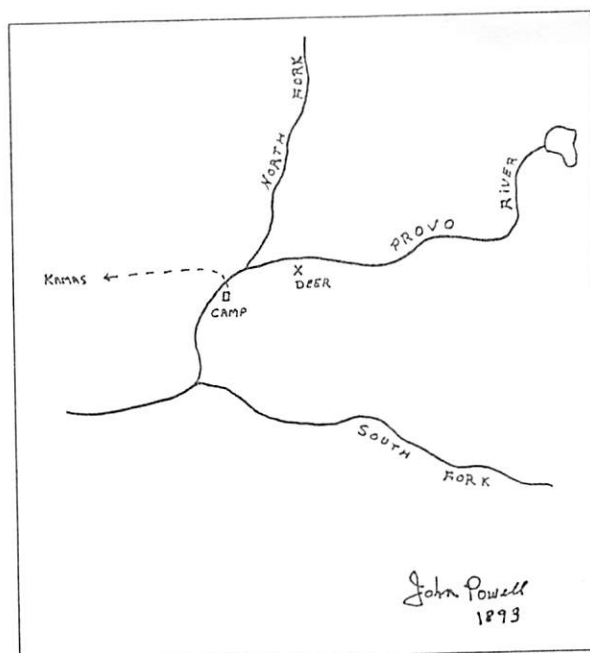 NORTH FORK
PROVO RIVER
KAMAS
X
DEER
CAMP
SOUTH FORK
John Powell
1893